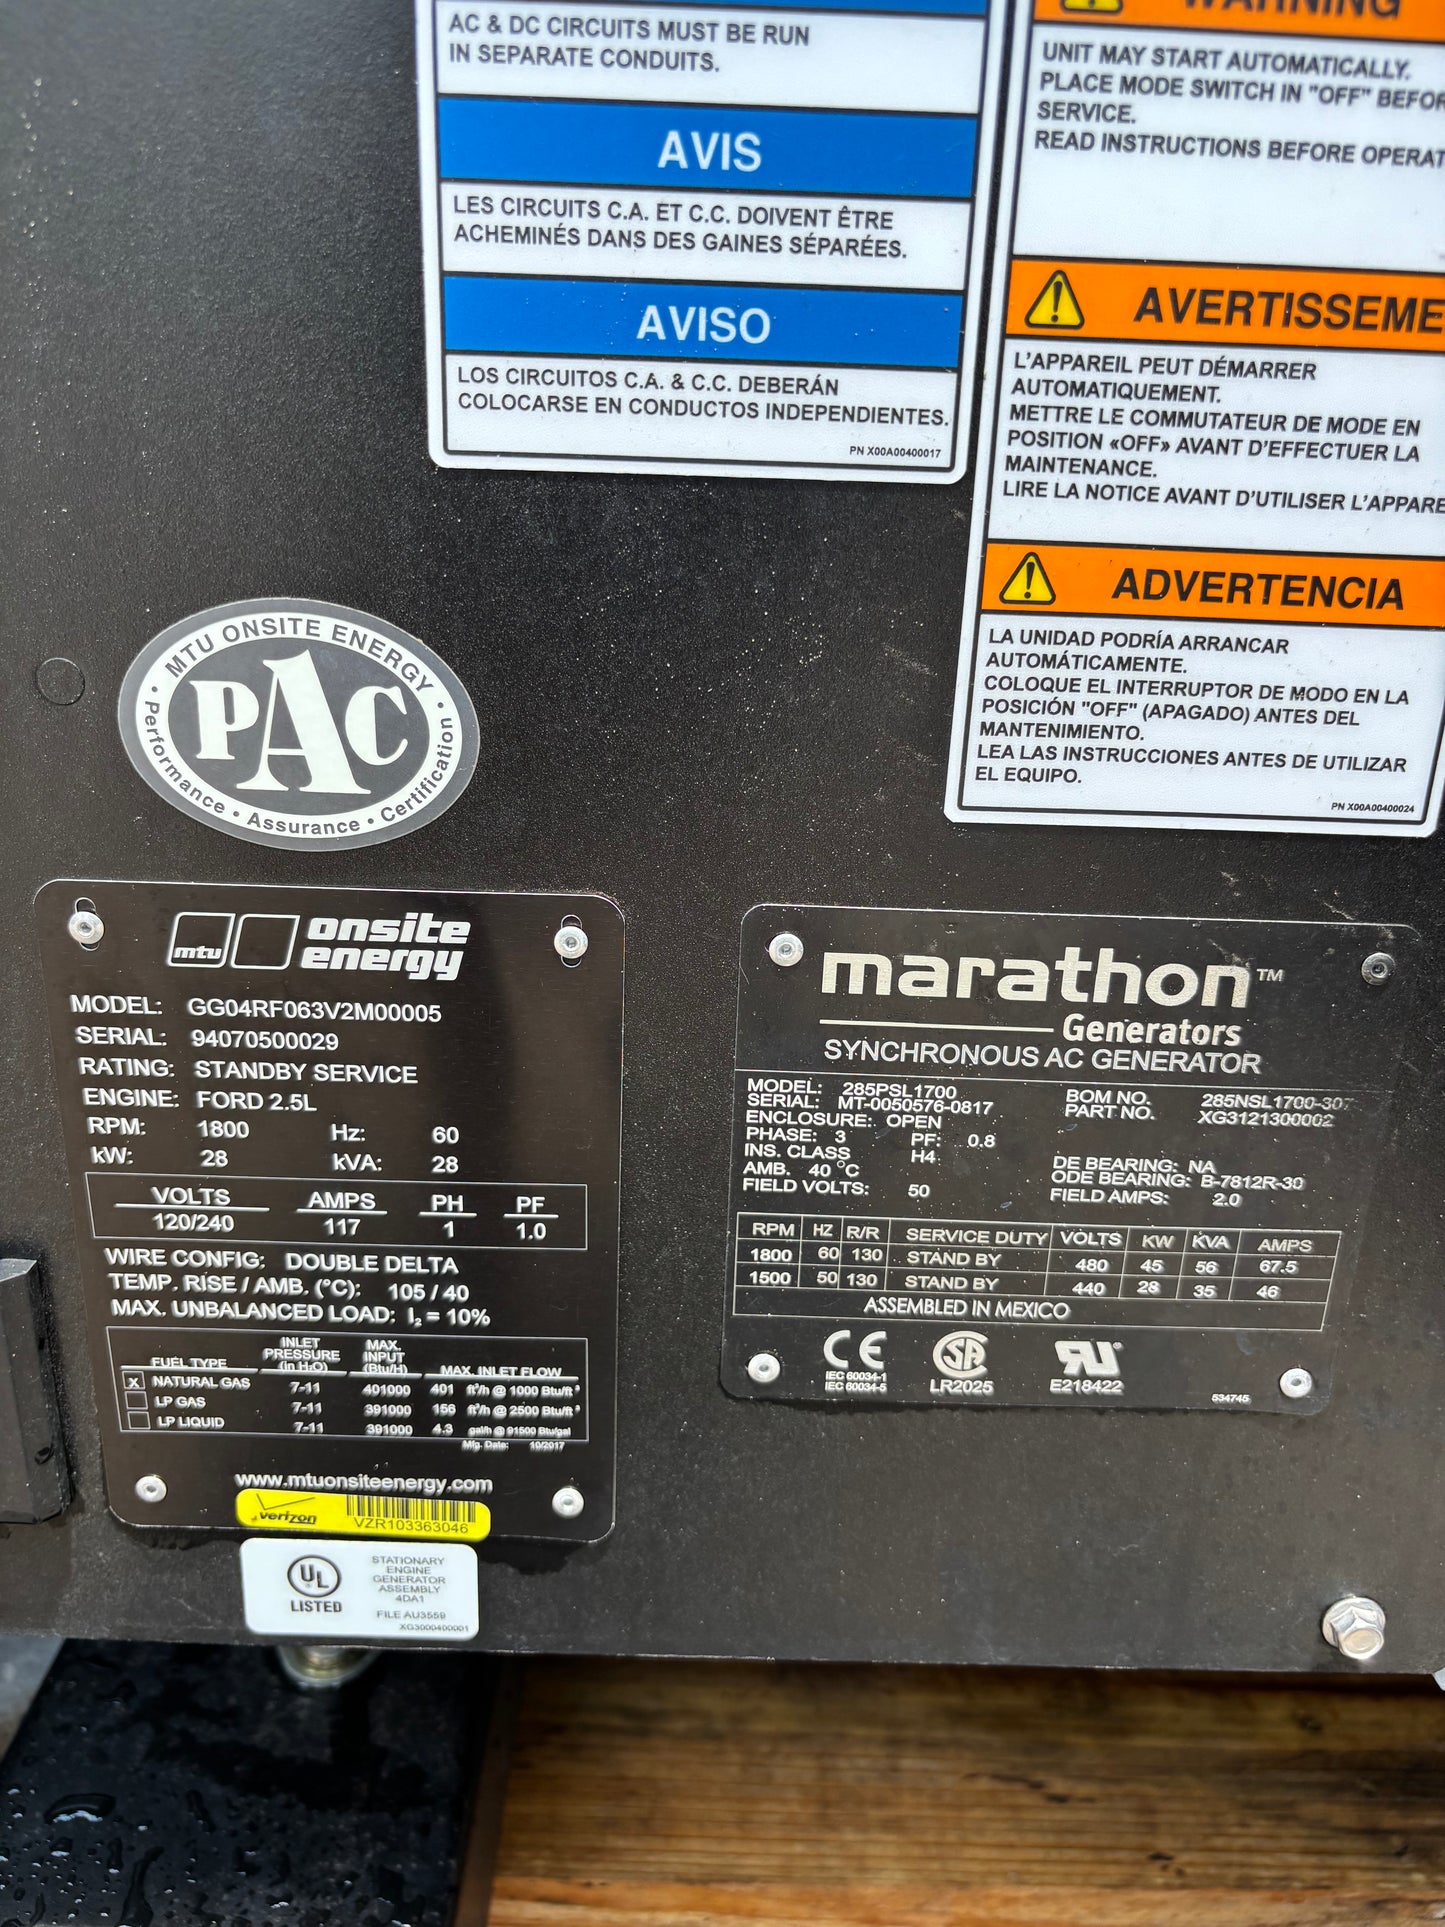 AC & DC CIRCUITS MUST BE RUN
IN SEPARATE CONDUITS.
AVIS
LES CIRCUITS C.A. ET C.C. DOIVENT ÊTRE
ACHEMINÉS DANS DES GAINES SÉPARÉES.
AVISO
LOS CIRCUITOS C.A. & C.C. DEBERÁN
COLOCARSE EN CONDUCTOS INDEPENDIENTES.
PN X00A00400017
WARNING
UNIT MAY START AUTOMATICALLY.
PLACE MODE SWITCH IN "OFF" BEFOR
SERVICE.
READ INSTRUCTIONS BEFORE OPERAT
AVERTISSEME
L'APPAREIL PEUT DÉMARRER
AUTOMATIQUEMENT.
METTRE LE COMMUTATEUR DE MODE EN
POSITION «OFF» AVANT D'EFFECTUER LA
MAINTENANCE.
LIRE LA NOTICE AVANT D'UTILISER L'APPARE
ADVERTENCIA
LA UNIDAD PODRÍA ARRANCAR
AUTOMÁTICAMENTE.
COLOQUE EL INTERRUPTOR DE MODO EN LA
POSICIÓN "OFF" (APAGADO) ANTES DEL
MANTENIMIENTO.
LEA LAS INSTRUCCIONES ANTES DE UTILIZAR
EL EQUIPO.
PN X00A00400024
MTU ONSITE ENERGY
PAC
• Performance • Assurance • Certification •
mtu onsite
energy
MODEL: GG04RF063V2M00005
SERIAL: 94070500029
RATING: STANDBY SERVICE
ENGINE: FORD 2.5L
RPM: 1800 Hz: 60
kW: 28 kVA: 28
VOLTS AMPS PH PF
120/240 117 1 1.0
WIRE CONFIG: DOUBLE DELTA
TEMP. RISE / AMB. (°C): 105 / 40
MAX. UNBALANCED LOAD: I₂ = 10%
FUEL TYPE INLET PRESSURE (in H₂O) MAX. INPUT (Btu/H) MAX. INLET FLOW
X NATURAL GAS 7-11 401000 401 ft³/h @ 1000 Btu/ft³
LP GAS 7-11 391000 156 ft³/h @ 2500 Btu/ft³
LP LIQUID 7-11 391000 4.3 gal/h @ 91500 Btu/gal
Mfg. Date: 10/2017
www.mtuonsiteenergy.com
verizon
VZR103363046
UL
LISTED
STATIONARY
ENGINE
GENERATOR
ASSEMBLY
4DA1
FILE AU3559
XG3000400001
marathon™
Generators
SYNCHRONOUS AC GENERATOR
MODEL: 285PSL1700 BOM NO. 285NSL1700-307
SERIAL: MT-0050576-0817 PART NO. XG3121300002
ENCLOSURE: OPEN
PHASE: 3 PF: 0.8
INS. CLASS H4
AMB. 40 °C DE BEARING: NA
FIELD VOLTS: 50 ODE BEARING: B-7812R-30
FIELD AMPS: 2.0
RPM HZ R/R SERVICE DUTY VOLTS KW KVA AMPS
1800 60 130 STAND BY 480 45 56 67.5
1500 50 130 STAND BY 440 28 35 46
ASSEMBLED IN MEXICO
CE
IEC 60034-1
IEC 60034-5
SA
LR2025
RU
E218422
534745